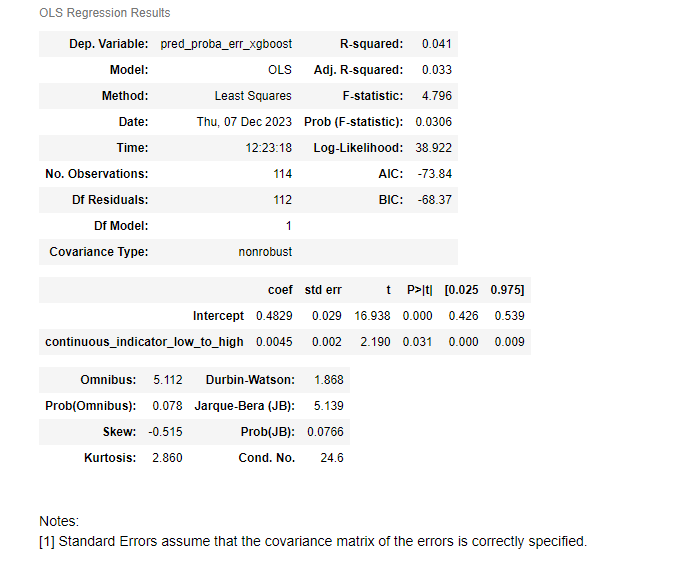 OLS Regression Results
Dep. Variable: pred_proba_err_xgboost R-squared: 0.041
Model: OLS Adj. R-squared: 0.033
Method: Least Squares F-statistic: 4.796
Date: Thu, 07 Dec 2023 Prob (F-statistic): 0.0306
Time: 12:23:18 Log-Likelihood: 38.922
No. Observations: 114 AIC: -73.84
Df Residuals: 112 BIC: -68.37
Df Model: 1
Covariance Type: nonrobust
coef std err t P>|t| [0.025 0.975]
Intercept 0.4829 0.029 16.938 0.000 0.426 0.539
continuous_indicator_low_to_high 0.0045 0.002 2.190 0.031 0.000 0.009
Omnibus: 5.112 Durbin-Watson: 1.868
Prob(Omnibus): 0.078 Jarque-Bera (JB): 5.139
Skew: -0.515 Prob(JB): 0.0766
Kurtosis: 2.860 Cond. No. 24.6
Notes:
[1] Standard Errors assume that the covariance matrix of the errors is correctly specified.